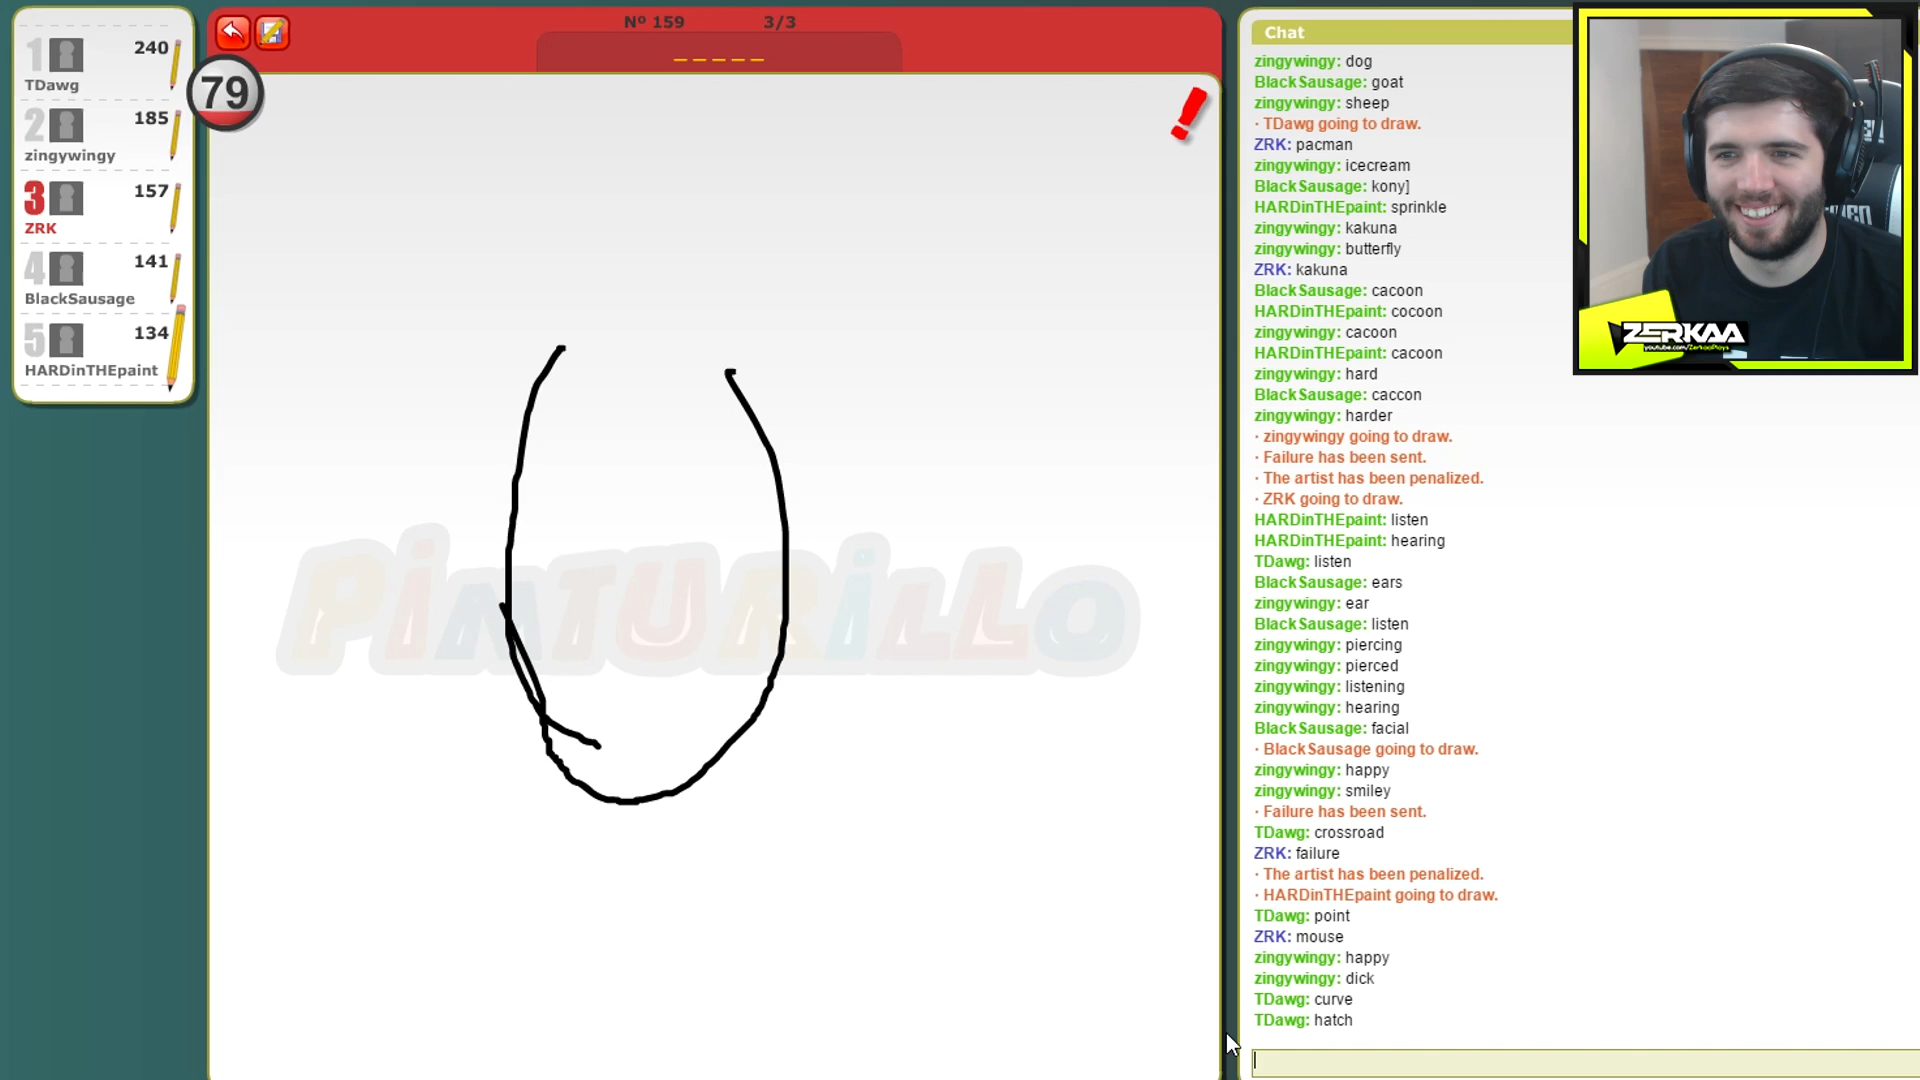 1
240
TDawg
2
185
zingywingy
3
157
ZRK
4
141
BlackSausage
5
134
HARDinTHEpaint
79
Nº 159 3/3
PINTURILLO
Chat
zingywingy: dog
BlackSausage: goat
zingywingy: sheep
· TDawg going to draw.
ZRK: pacman
zingywingy: icecream
BlackSausage: kony]
HARDinTHEpaint: sprinkle
zingywingy: kakuna
zingywingy: butterfly
ZRK: kakuna
BlackSausage: cacoon
HARDinTHEpaint: cocoon
zingywingy: cacoon
HARDinTHEpaint: cacoon
zingywingy: hard
BlackSausage: caccon
zingywingy: harder
· zingywingy going to draw.
· Failure has been sent.
· The artist has been penalized.
· ZRK going to draw.
HARDinTHEpaint: listen
HARDinTHEpaint: hearing
TDawg: listen
BlackSausage: ears
zingywingy: ear
BlackSausage: listen
zingywingy: piercing
zingywingy: pierced
zingywingy: listening
zingywingy: hearing
BlackSausage: facial
· BlackSausage going to draw.
zingywingy: happy
zingywingy: smiley
· Failure has been sent.
TDawg: crossroad
ZRK: failure
· The artist has been penalized.
· HARDinTHEpaint going to draw.
TDawg: point
ZRK: mouse
zingywingy: happy
zingywingy: dick
TDawg: curve
TDawg: hatch
ZERKAA
youtube.com/ZerkaaPlays